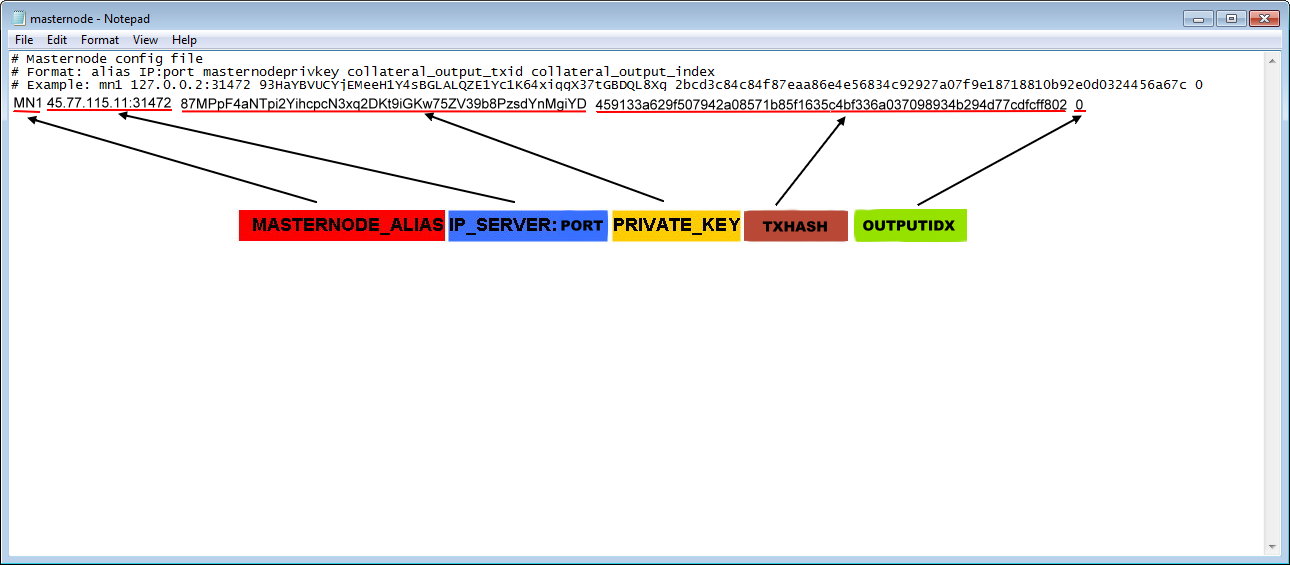 masternode - Notepad
File Edit Format View Help
# Masternode config file
# Format: alias IP:port masternodeprivkey collateral_output_txid collateral_output_index
# Example: mn1 127.0.0.2:31472 93HaYBVUCYjEMeeH1Y4sBGLALQZE1Yc1K64xiqgX37tGBDQL8Xg 2bcd3c84c84f87eaa86e4e56834c92927a07f9e18718810b92e0d0324456a67c 0
MN1 45.77.115.11:31472 87MPpF4aNTpi2YihcpcN3xq2DKt9iGKw75ZV39b8PzsdYnMgiYD 459133a629f507942a08571b85f1635c4bf336a037098934b294d77cdfcff802 0
MASTERNODE_ALIAS IP_SERVER: PORT PRIVATE_KEY TXHASH OUTPUTIDX